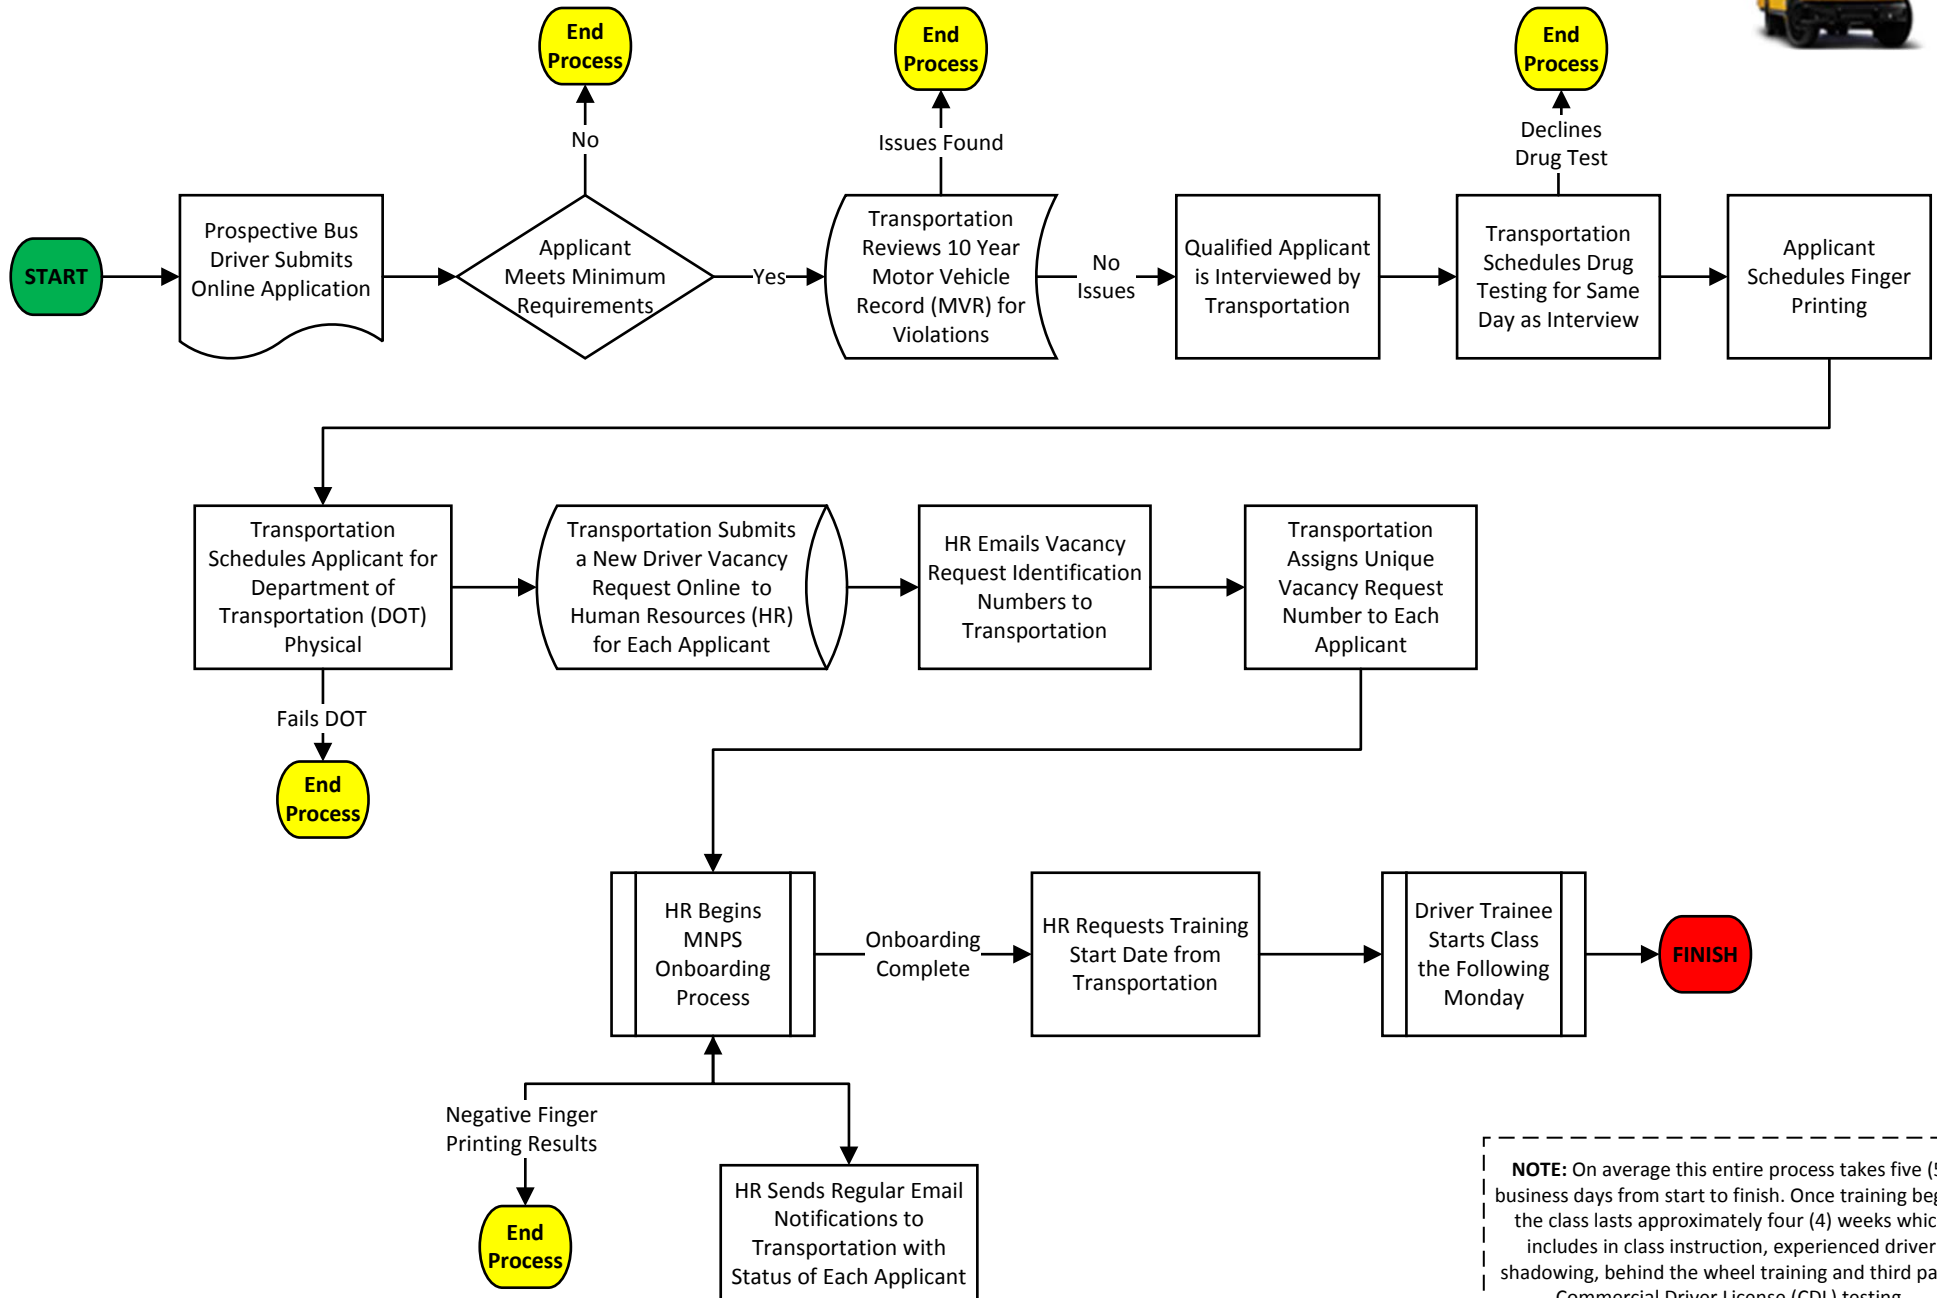 End
Process
End
Process
End
Process
No
Issues Found
Declines
Drug Test
START
Prospective Bus
Driver Submits
Online Application
Applicant
Meets Minimum
Requirements
Yes
Transportation
Reviews 10 Year
Motor Vehicle
Record (MVR) for
Violations
No
Issues
Qualified Applicant
is Interviewed by
Transportation
Transportation
Schedules Drug
Testing for Same
Day as Interview
Applicant
Schedules Finger
Printing
Transportation
Schedules Applicant for
Department of
Transportation (DOT)
Physical
Transportation Submits
a New Driver Vacancy
Request Online to
Human Resources (HR)
for Each Applicant
HR Emails Vacancy
Request Identification
Numbers to
Transportation
Transportation
Assigns Unique
Vacancy Request
Number to Each
Applicant
Fails DOT
End
Process
HR Begins
MNPS
Onboarding
Process
Onboarding
Complete
HR Requests Training
Start Date from
Transportation
Driver Trainee
Starts Class
the Following
Monday
FINISH
Negative Finger
Printing Results
End
Process
HR Sends Regular Email
Notifications to
Transportation with
Status of Each Applicant
NOTE: On average this entire process takes five (5
business days from start to finish. Once training beg
the class lasts approximately four (4) weeks whic
includes in class instruction, experienced driver
shadowing, behind the wheel training and third pa
Commercial Driver License (CDL) testing